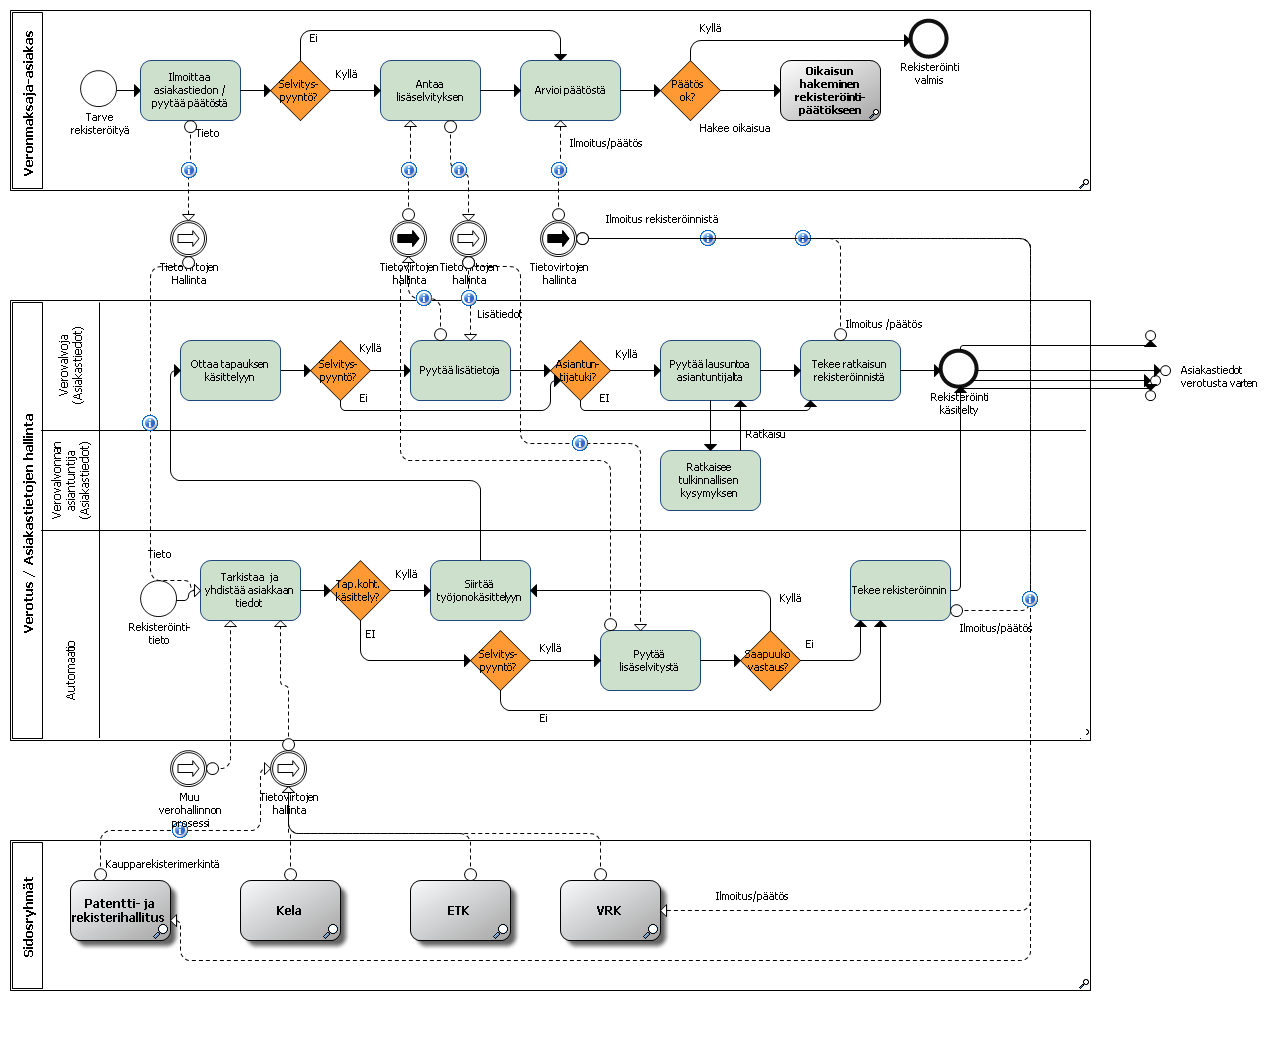 Veronmaksaja-asiakas
Tarve
rekisteröityä
Ilmoittaa
asiakastiedon /
pyytää päätöstä
Tieto
Selvitys-
pyyntö?
Ei
Kyllä
Antaa
lisäselvityksen
Arvioi päätöstä
Ilmoitus/päätös
Päätös
ok?
Kyllä
Hakee oikaisua
Oikaisun
hakeminen
rekisteröinti-
päätökseen
Rekisteröinti
valmis
Tietovirtojen
Hallinta
Tietovirtojen
hallinta
Tietovirtojen
hallinta
Tietovirtojen
hallinta
Ilmoitus rekisteröinnistä
Verotus / Asiakastietojen hallinta
Verovalvoja
(Asiakastiedot)
Ottaa tapauksen
käsittelyyn
Selvitys-
pyyntö?
Kyllä
Ei
Pyytää lisätietoja
Lisätiedot
Asiantun-
tijatuki?
Kyllä
EI
Pyytää lausuntoa
asiantuntijalta
Tekee ratkaisun
rekisteröinnistä
Ilmoitus /päätös
Rekisteröinti
käsitelty
Asiakastiedot
verotusta varten
Verovalvonnan
asiantuntija
(Asiakastiedot)
Ratkaisu
Ratkaisee
tulkinnallisen
kysymyksen
Automaatio
Tieto
Rekisteröinti-
tieto
Tarkistaa ja
yhdistää asiakkaan
tiedot
Tap.koht.
käsittely?
Kyllä
EI
Siirtää
työjonokäsittelyyn
Selvitys-
pyyntö?
Kyllä
Ei
Pyytää
lisäselvitystä
Saapuuko
vastaus?
Kyllä
Ei
Tekee rekisteröinnin
Ilmoitus/päätös
Muu
verohallinnon
prosessi
Tietovirtojen
hallinta
Sidosryhmät
Kaupparekisterimerkintä
Patentti- ja
rekisterihallitus
Kela
ETK
VRK
Ilmoitus/päätös